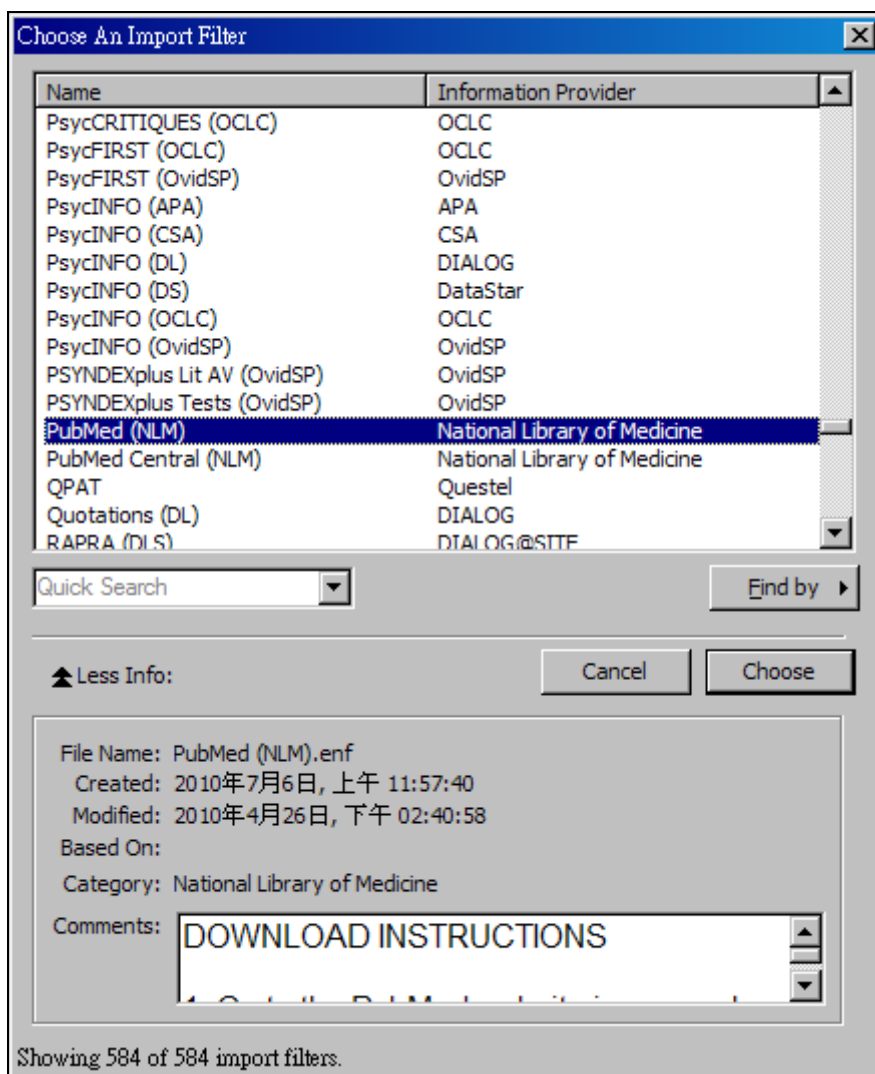 Choose An Import Filter
Name Information Provider
PsycCRITIQUES (OCLC) OCLC
PsycFIRST (OCLC) OCLC
PsycFIRST (OvidSP) OvidSP
PsycINFO (APA) APA
PsycINFO (CSA) CSA
PsycINFO (DL) DIALOG
PsycINFO (DS) DataStar
PsycINFO (OCLC) OCLC
PsycINFO (OvidSP) OvidSP
PSYNDEXplus Lit AV (OvidSP) OvidSP
PSYNDEXplus Tests (OvidSP) OvidSP
PubMed (NLM) National Library of Medicine
PubMed Central (NLM) National Library of Medicine
QPAT Questel
Quotations (DL) DIALOG
RAPRA (DLS) DIALOG@SITE
Quick Search Find by
Less Info: Cancel Choose
File Name: PubMed (NLM).enf
Created: 2010年7月6日, 上午 11:57:40
Modified: 2010年4月26日, 下午 02:40:58
Based On:
Category: National Library of Medicine
Comments: DOWNLOAD INSTRUCTIONS
Showing 584 of 584 import filters.